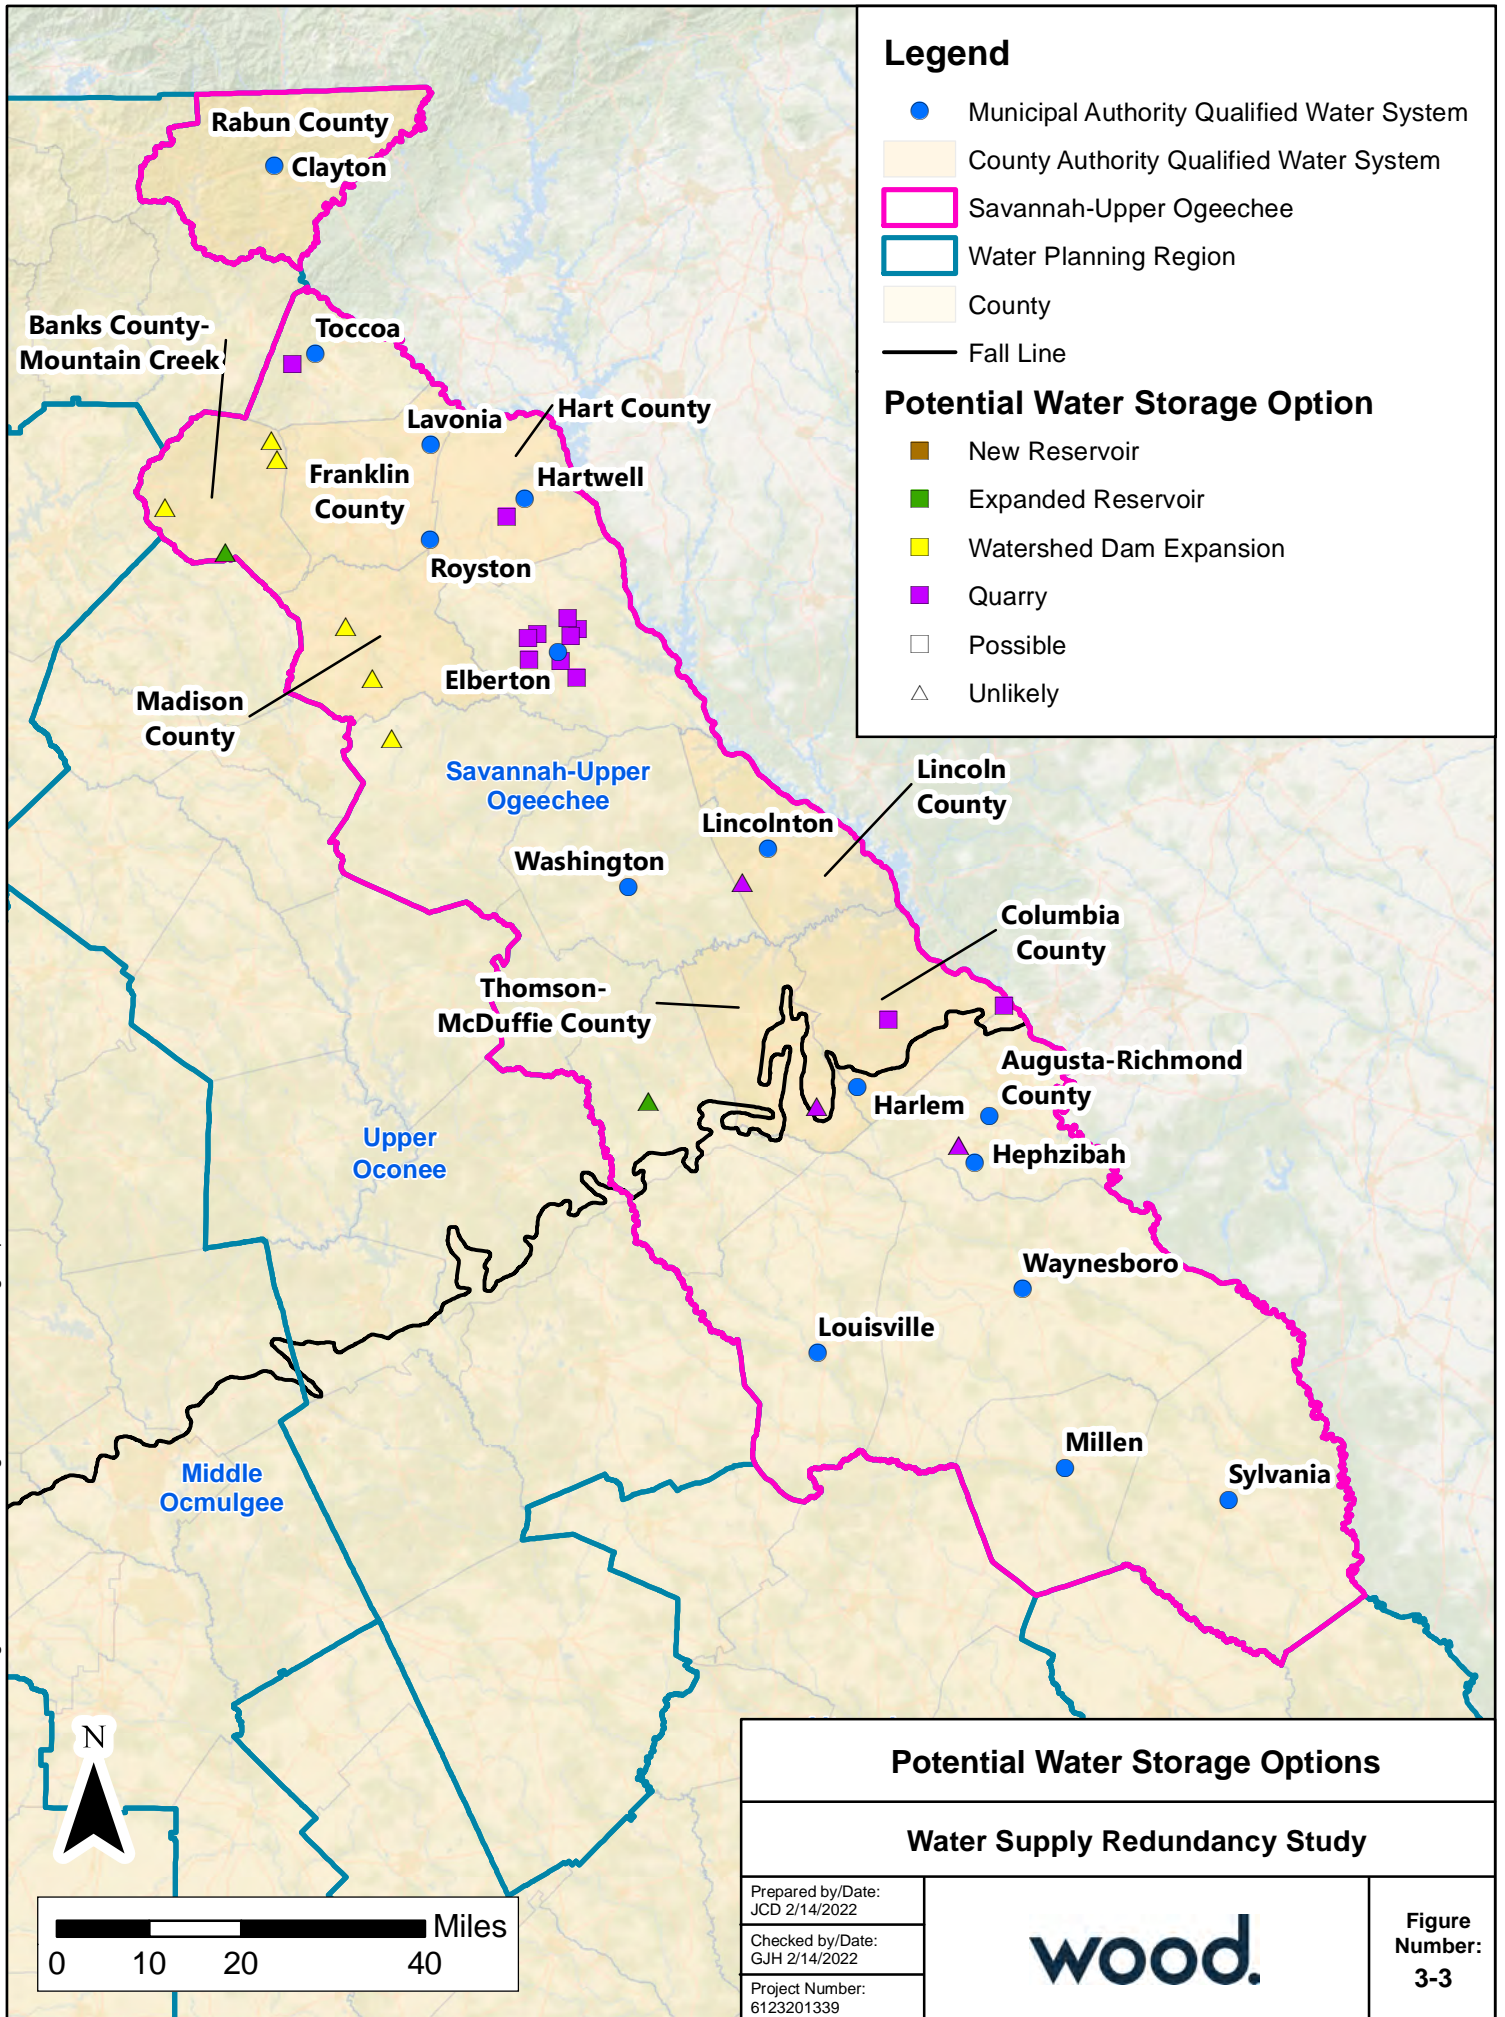 Legend
Municipal Authority Qualified Water System
County Authority Qualified Water System
Savannah-Upper Ogeechee
Water Planning Region
County
Fall Line
Potential Water Storage Option
New Reservoir
Expanded Reservoir
Watershed Dam Expansion
Quarry
Possible
Unlikely
Rabun County
Clayton
Banks County-
Mountain Creek
Toccoa
Lavonia
Hart County
Franklin
County
Hartwell
Royston
Elberton
Madison
County
Savannah-Upper
Ogeechee
Lincoln
County
Lincolnton
Washington
Columbia
County
Thomson-
McDuffie County
Augusta-Richmond
County
Harlem
Hephzibah
Upper
Oconee
Waynesboro
Louisville
Millen
Sylvania
Middle
Ocmulgee
N
Miles
0 10 20 40
Potential Water Storage Options
Water Supply Redundancy Study
Prepared by/Date:
JCD 2/14/2022
Checked by/Date:
GJH 2/14/2022
Project Number:
6123201339
wood.
Figure
Number:
3-3